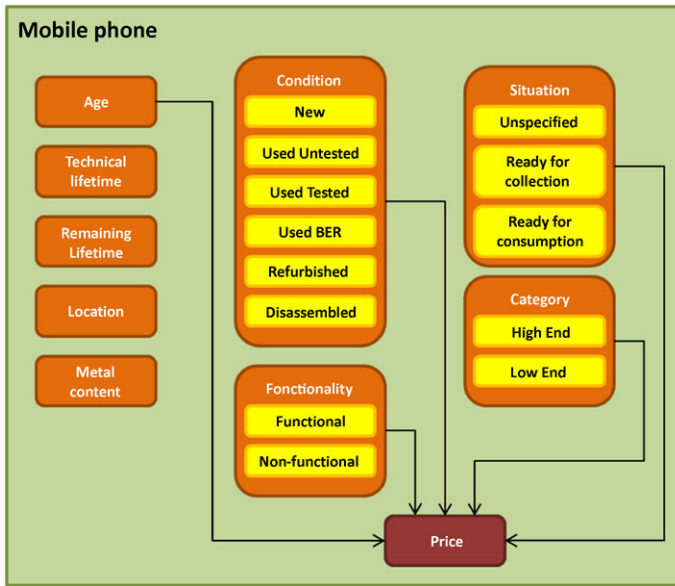 Mobile phone
Age
Technical
lifetime
Remaining
Lifetime
Location
Metal
content
Condition
New
Used Untested
Used Tested
Used BER
Refurbished
Disassembled
Fonctionality
Functional
Non-functional
Situation
Unspecified
Ready for
collection
Ready for
consumption
Category
High End
Low End
Price